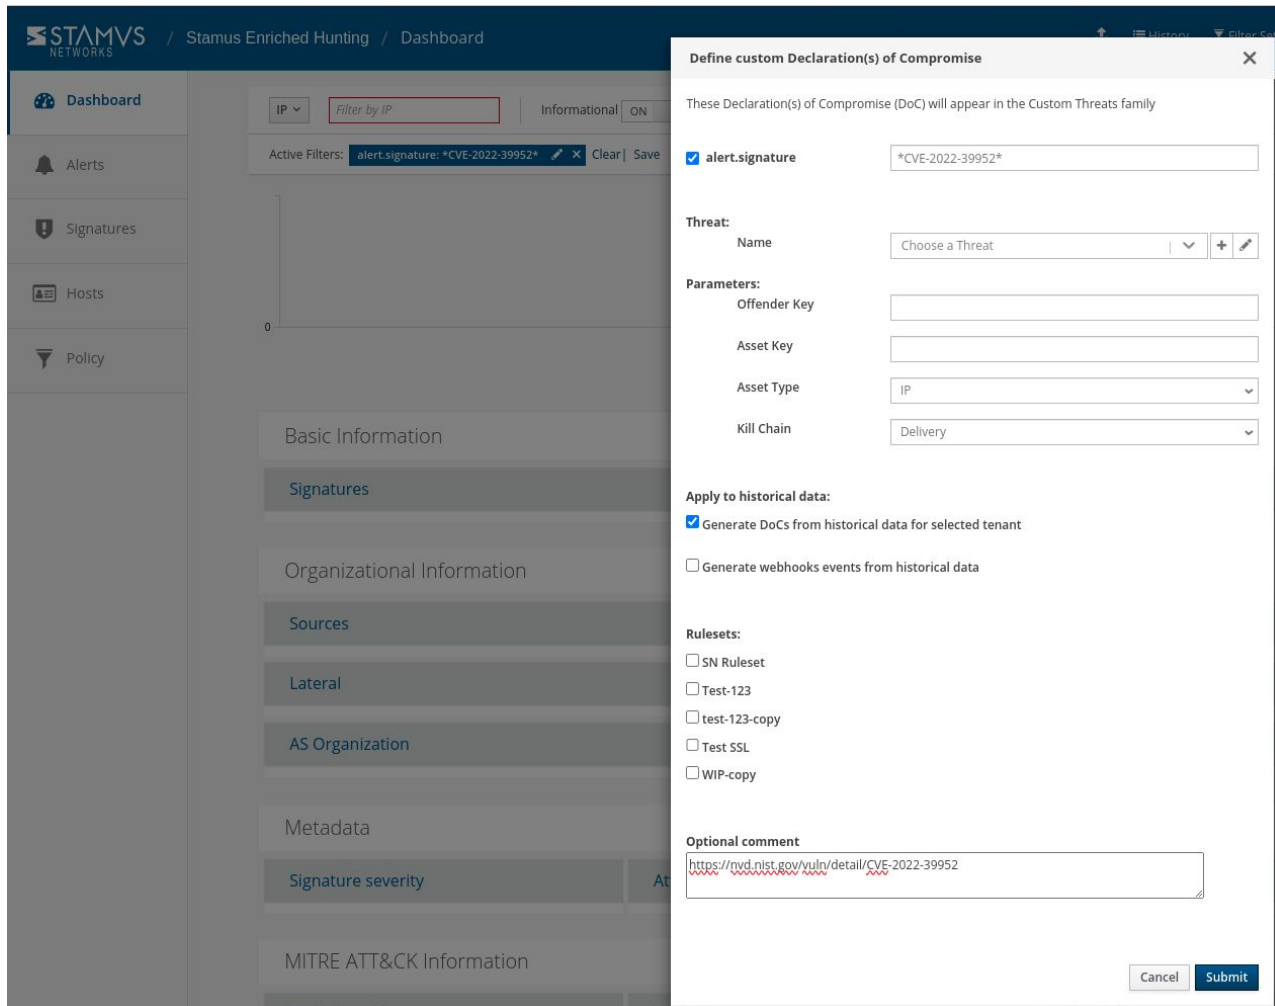 STAMVS
NETWORKS
/ Stamus Enriched Hunting / Dashboard
History
Filter Set
Dashboard
Alerts
Signatures
Hosts
Policy
IP
Filter by IP
Informational ON
Active Filters: alert.signature: *CVE-2022-39952* Clear| Save
0
Basic Information
Signatures
Organizational Information
Sources
Lateral
AS Organization
Metadata
Signature severity
At
MITRE ATT&CK Information
Define custom Declaration(s) of Compromise
These Declaration(s) of Compromise (DoC) will appear in the Custom Threats family
alert.signature
*CVE-2022-39952*
Threat:
Name
Choose a Threat
Parameters:
Offender Key
Asset Key
Asset Type
IP
Kill Chain
Delivery
Apply to historical data:
Generate DoCs from historical data for selected tenant
Generate webhooks events from historical data
Rulesets:
SN Ruleset
Test-123
test-123-copy
Test SSL
WIP-copy
Optional comment
https://nvd.nist.gov/vuln/detail/CVE-2022-39952
Cancel
Submit